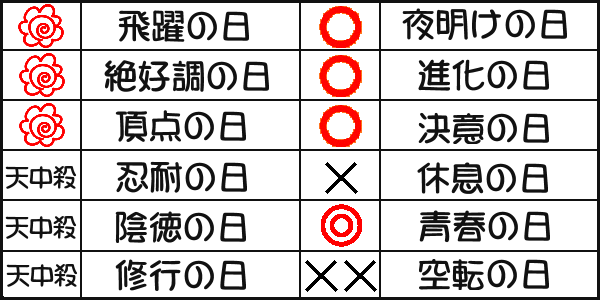 飛躍の日 ○ 夜明けの日
絶好調の日 ○ 進化の日
頂点の日 ○ 決意の日
天中殺 忍耐の日 × 休息の日
天中殺 陰徳の日 ◎ 青春の日
天中殺 修行の日 ×× 空転の日